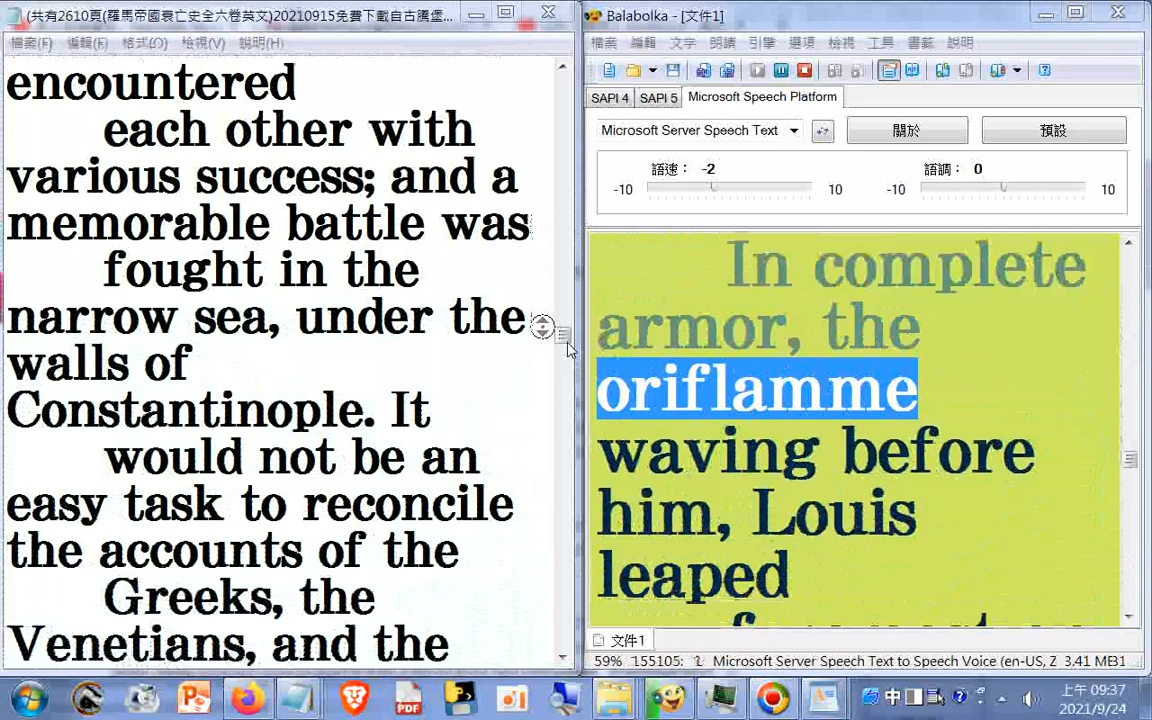 (共有2610頁(羅馬帝國衰亡史全六卷英文)20210915免費下載自古騰堡...
檔案(F) 編輯(E) 格式(O) 檢視(V) 說明(H)
encountered
each other with
various success; and a
memorable battle was
fought in the
narrow sea, under the
walls of
Constantinople. It
would not be an
easy task to reconcile
the accounts of the
Greeks, the
Venetians, and the
Balabolka - [文件1]
檔案 編輯 文字 朗讀 引擎 選項 檢視 工具 書籤 說明
SAPI 4 SAPI 5 Microsoft Speech Platform
Microsoft Server Speech Text 關於 預設
語速： -2 語調： 0
-10 10 -10 10
In complete
armor, the
oriflamme
waving before
him, Louis
leaped
文件1
59% Microsoft Server Speech Text to Speech Voice (en-US, Z 3.41 MB
PDF 中
上午 09:37
2021/9/24